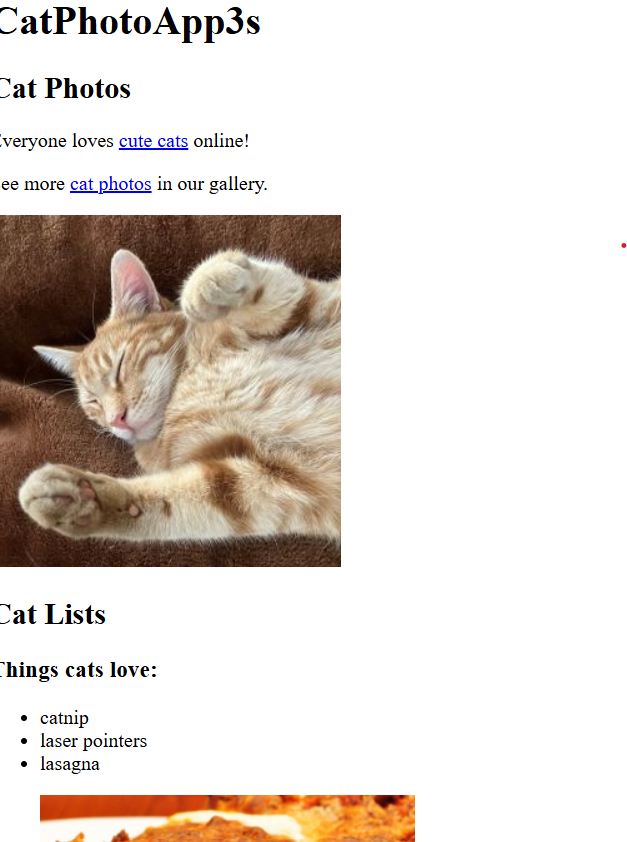 CatPhotoApp3s
Cat Photos
Everyone loves cute cats online!
See more cat photos in our gallery.
Cat Lists
Things cats love:
catnip
laser pointers
lasagna